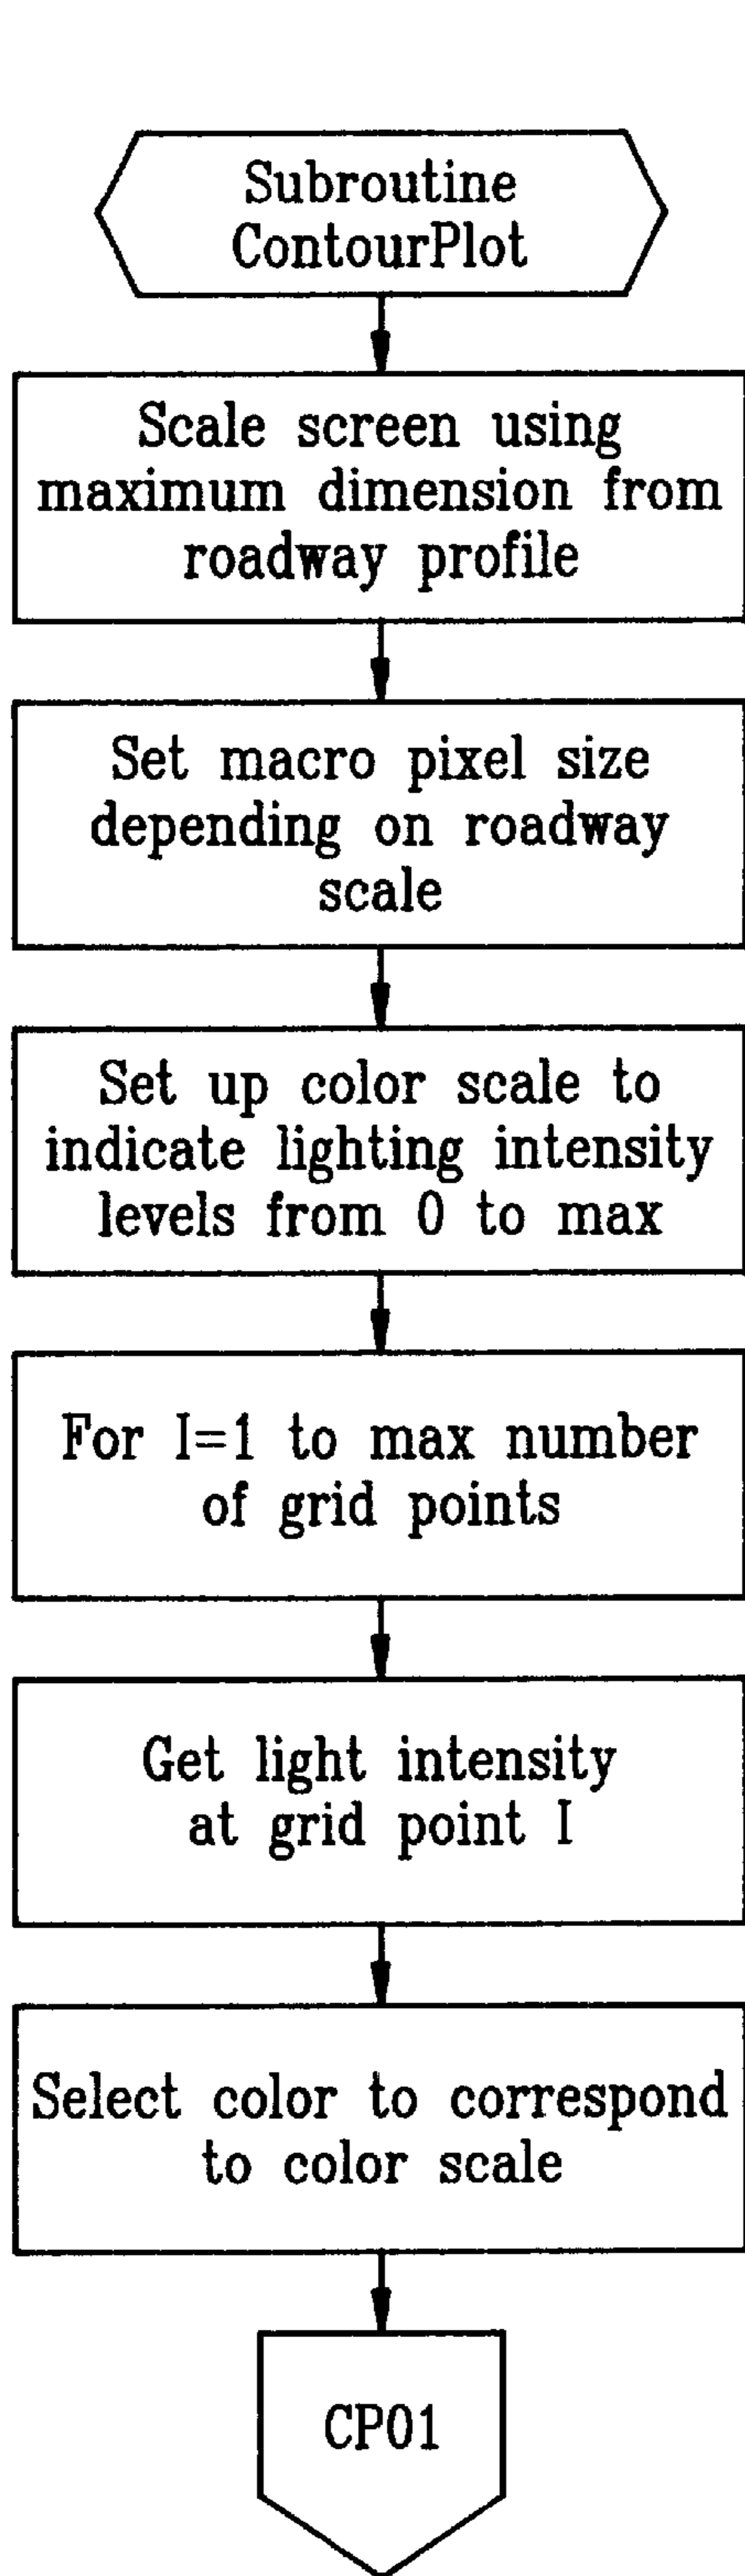 Subroutine
ContourPlot
Scale screen using
maximum dimension from
roadway profile
Set macro pixel size
depending on roadway
scale
Set up color scale to
indicate lighting intensity
levels from 0 to max
For I=1 to max number
of grid points
Get light intensity
at grid point I
Select color to correspond
to color scale
CP01